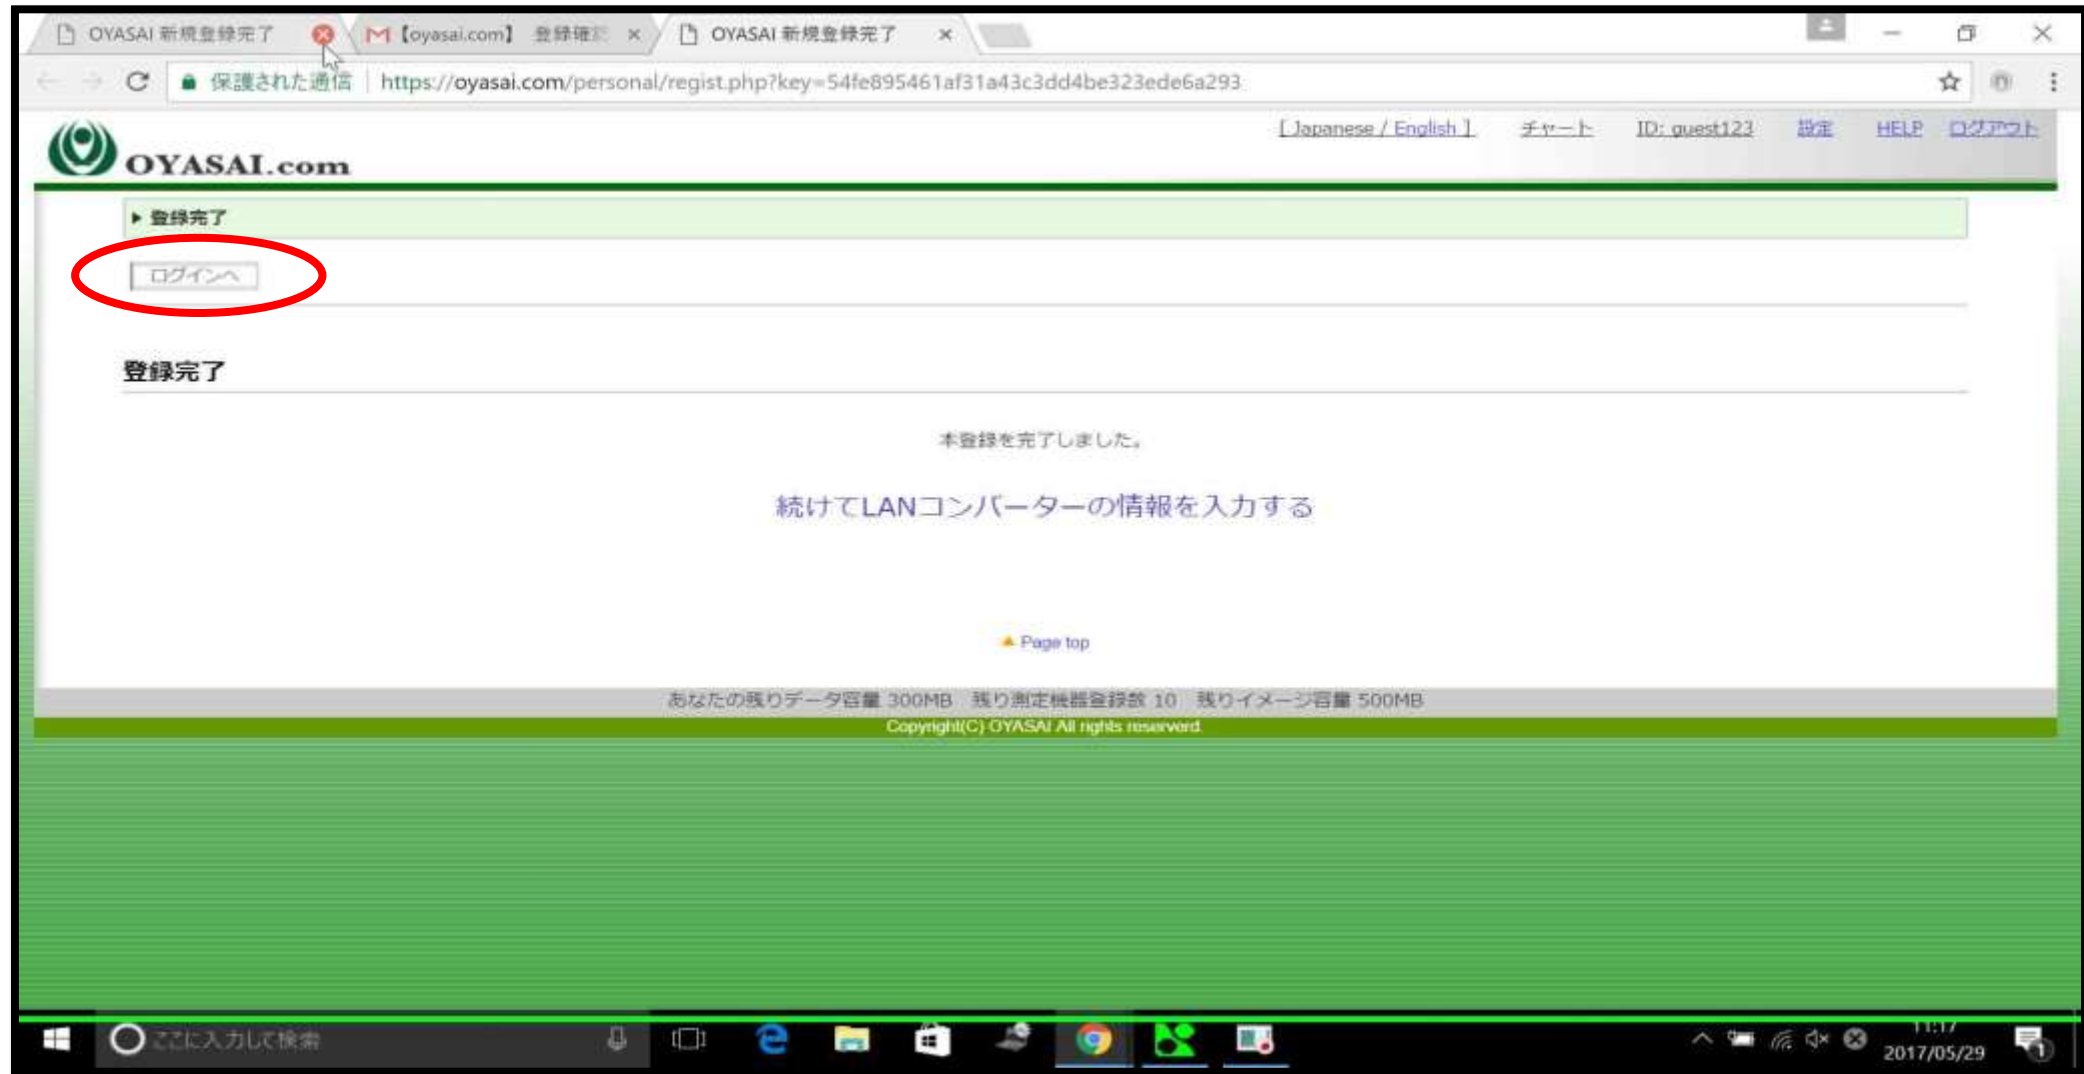 OYASAI 新規登録完了
【oyasai.com】 登録確認
OYASAI 新規登録完了
保護された通信
https://oyasai.com/personal/regist.php?key=54fe895461af31a43c3dd4be323ede6a293
[ Japanese / English ] チャート ID: guest123 設定 HELP ログアウト
OYASAI.com
登録完了
ログインへ
登録完了
本登録を完了しました。
続けてLANコンバーターの情報を入力する
Page top
あなたの残りデータ容量 300MB 残り測定機器登録数 10 残りイメージ容量 500MB
Copyright(C) OYASAI All rights reserverd.
ここに入力して検索
11:17
2017/05/29
1